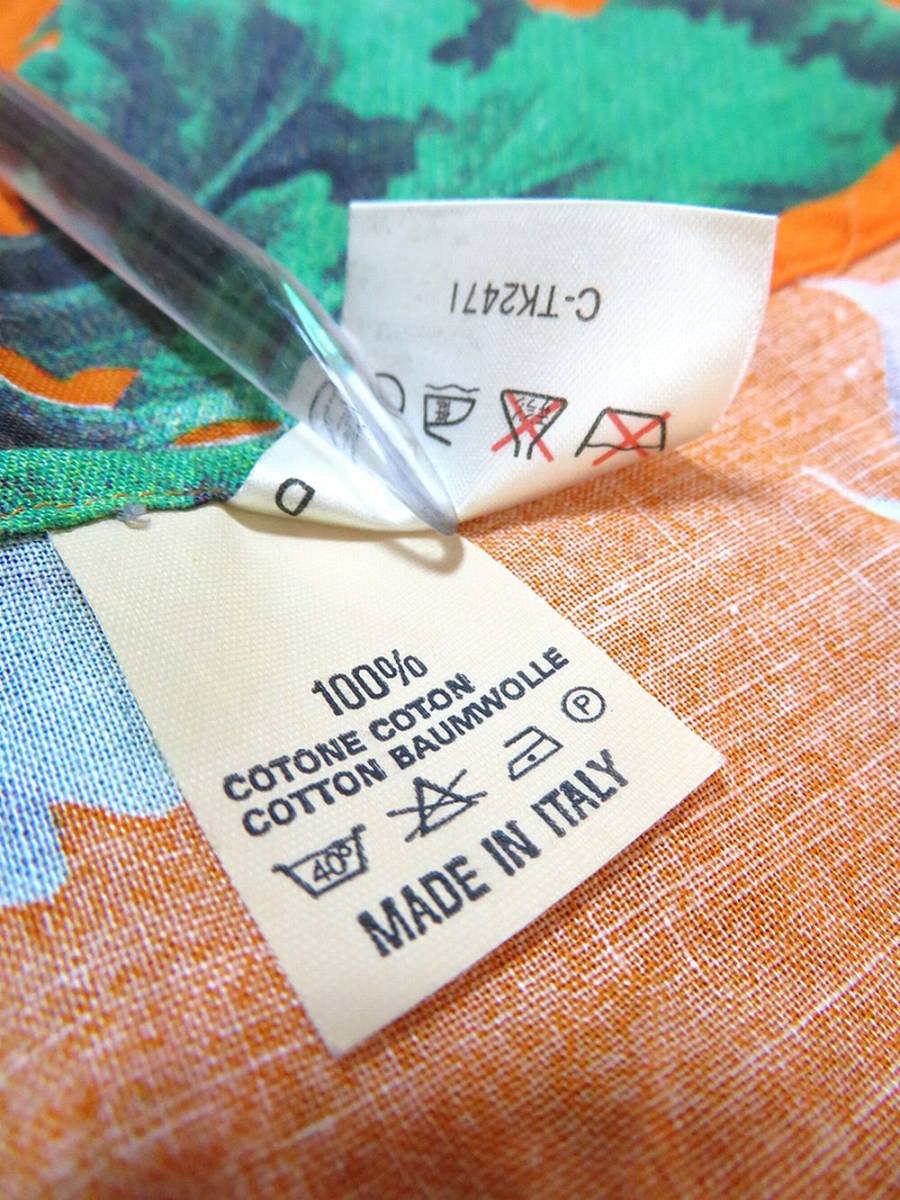 C-TK2471
D
100%
COTONE COTON
COTTON BAUMWOLLE
40°
P
MADE IN ITALY